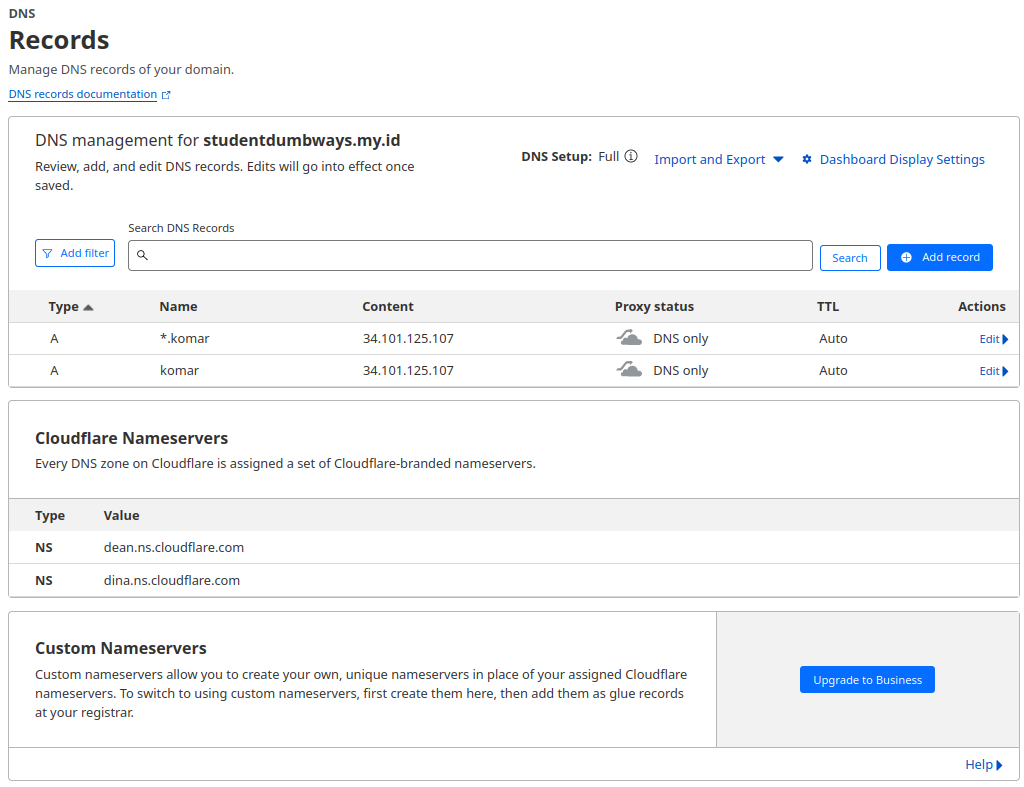 DNS
Records
Manage DNS records of your domain.
DNS records documentation
DNS management for studentdumbways.my.id
Review, add, and edit DNS records. Edits will go into effect once
saved.
DNS Setup: Full
Import and Export
Dashboard Display Settings
Search DNS Records
Add filter
Search
Add record
Type Name Content Proxy status TTL Actions
A *.komar 34.101.125.107 DNS only Auto Edit
A komar 34.101.125.107 DNS only Auto Edit
Cloudflare Nameservers
Every DNS zone on Cloudflare is assigned a set of Cloudflare-branded nameservers.
Type Value
NS dean.ns.cloudflare.com
NS dina.ns.cloudflare.com
Custom Nameservers
Custom nameservers allow you to create your own, unique nameservers in place of your assigned Cloudflare
nameservers. To switch to using custom nameservers, first create them here, then add them as glue records
at your registrar.
Upgrade to Business
Help